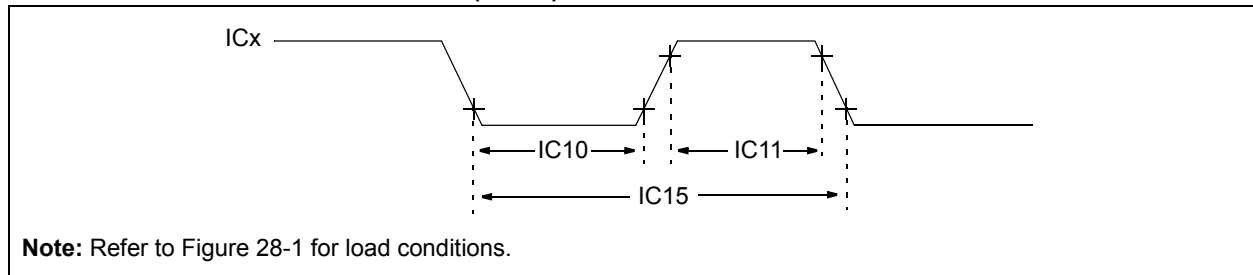 ICx
IC10
IC11
IC15
Note: Refer to Figure 28-1 for load conditions.